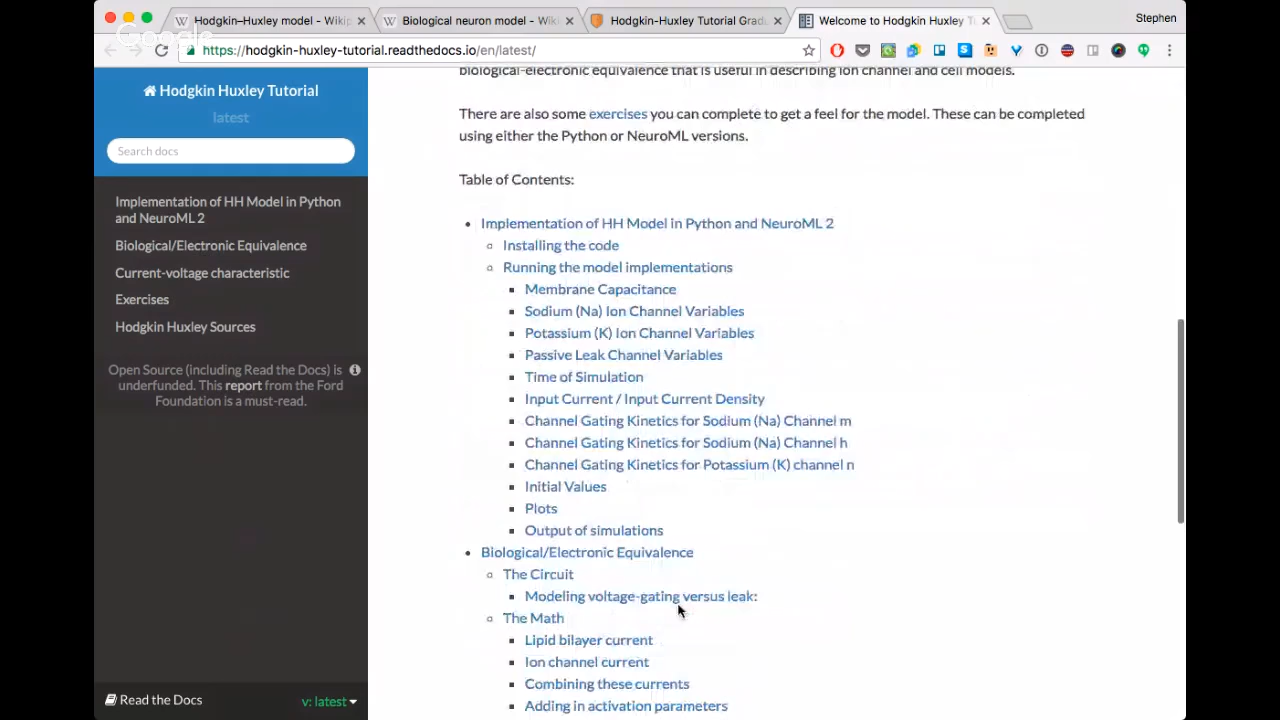 Hodgkin–Huxley model - Wikip
Biological neuron model - Wiki
Hodgkin-Huxley Tutorial Grad
Welcome to Hodgkin Huxley Tu
Stephen
Google
https://hodgkin-huxley-tutorial.readthedocs.io/en/latest/
Hodgkin Huxley Tutorial
latest
Search docs
Implementation of HH Model in Python
and NeuroML 2
Biological/Electronic Equivalence
Current-voltage characteristic
Exercises
Hodgkin Huxley Sources
Open Source (including Read the Docs) is
underfunded. This report from the Ford
Foundation is a must-read.
Read the Docs
v: latest
biological-electronic equivalence that is useful in describing ion channel and cell models.
There are also some exercises you can complete to get a feel for the model. These can be completed
using either the Python or NeuroML versions.
Table of Contents:
Implementation of HH Model in Python and NeuroML 2
Installing the code
Running the model implementations
Membrane Capacitance
Sodium (Na) Ion Channel Variables
Potassium (K) Ion Channel Variables
Passive Leak Channel Variables
Time of Simulation
Input Current / Input Current Density
Channel Gating Kinetics for Sodium (Na) Channel m
Channel Gating Kinetics for Sodium (Na) Channel h
Channel Gating Kinetics for Potassium (K) channel n
Initial Values
Plots
Output of simulations
Biological/Electronic Equivalence
The Circuit
Modeling voltage-gating versus leak:
The Math
Lipid bilayer current
Ion channel current
Combining these currents
Adding in activation parameters